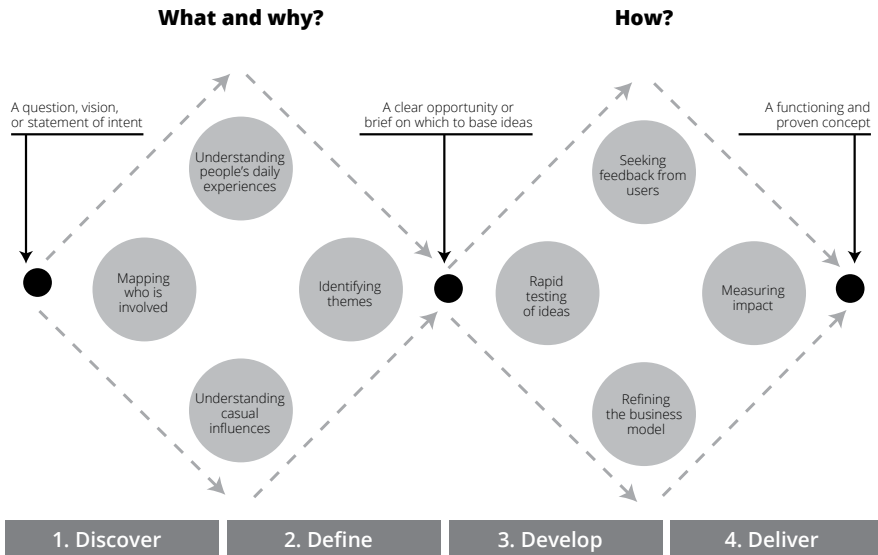 What and why?
How?
A question, vision,
or statement of intent
A clear opportunity or
brief on which to base ideas
A functioning and
proven concept
Understanding
people’s daily
experiences
Seeking
feedback from
users
Mapping
who is
involved
Identifying
themes
Rapid
testing
of ideas
Measuring
impact
Understanding
casual
influences
Refining
the business
model
1. Discover
2. Define
3. Develop
4. Deliver